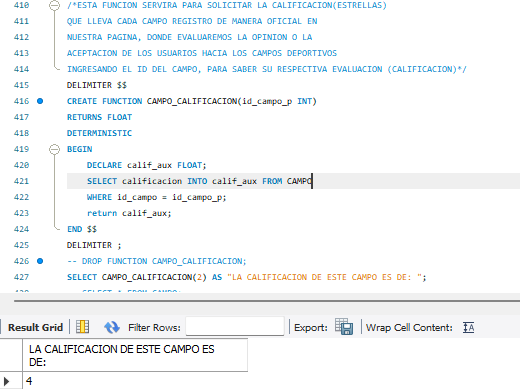 410 /*ESTA FUNCION SERVIRA PARA SOLICITAR LA CALIFICACION(ESTRELLAS)
411 QUE LLEVA CADA CAMPO REGISTRO DE MANERA OFICIAL EN
412 NUESTRA PAGINA, DONDE EVALUAREMOS LA OPINION O LA
413 ACEPTACION DE LOS USUARIOS HACIA LOS CAMPOS DEPORTIVOS
414 INGRESANDO EL ID DEL CAMPO, PARA SABER SU RESPECTIVA EVALUACION (CALIFICACION)*/
415 DELIMITER $$
416 CREATE FUNCTION CAMPO_CALIFICACION(id_campo_p INT)
417 RETURNS FLOAT
418 DETERMINISTIC
419 BEGIN
420 DECLARE calif_aux FLOAT;
421 SELECT calificacion INTO calif_aux FROM CAMPO
422 WHERE id_campo = id_campo_p;
423 return calif_aux;
424 END $$
425 DELIMITER ;
426 -- DROP FUNCTION CAMPO_CALIFICACION;
427 SELECT CAMPO_CALIFICACION(2) AS "LA CALIFICACION DE ESTE CAMPO ES DE: ";
Result Grid Filter Rows: Export: Wrap Cell Content:
LA CALIFICACION DE ESTE CAMPO ES
DE:
4